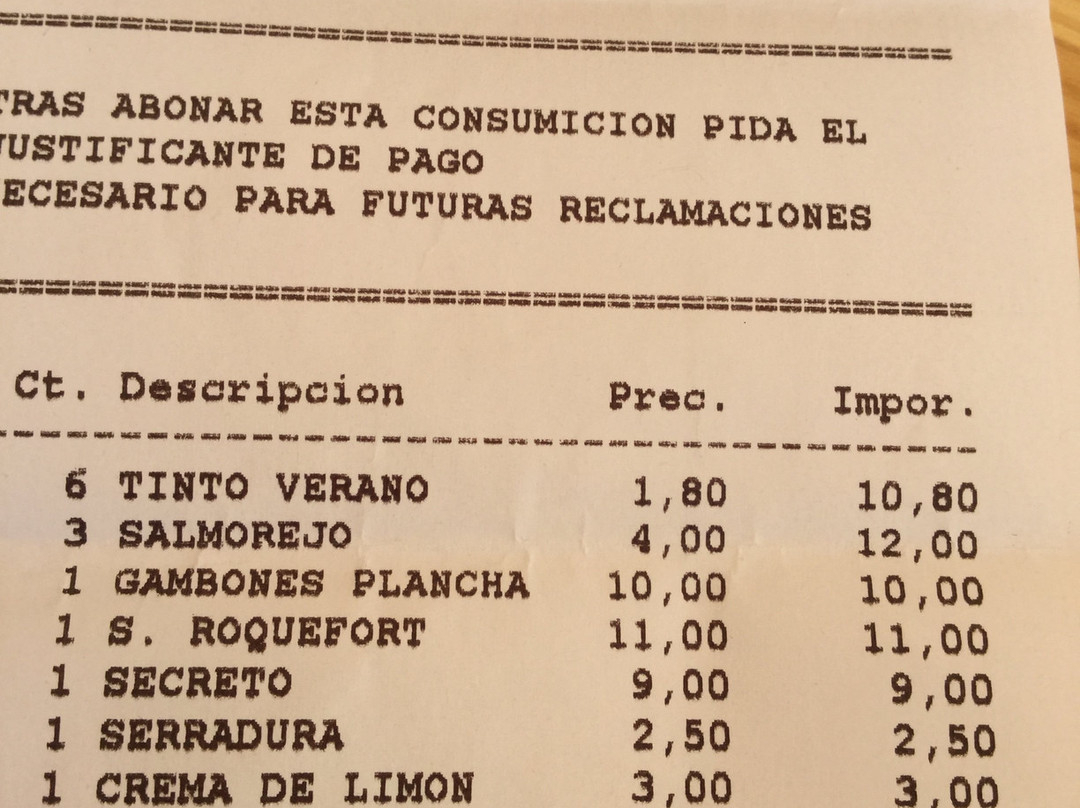 TRAS ABONAR ESTA CONSUMICION PIDA EL
JUSTIFICANTE DE PAGO
ECESARIO PARA FUTURAS RECLAMACIONES
Ct. Descripcion Prec. Impor.
6 TINTO VERANO 1,80 10,80
3 SALMOREJO 4,00 12,00
1 GAMBONES PLANCHA 10,00 10,00
1 S. ROQUEFORT 11,00 11,00
1 SECRETO 9,00 9,00
1 SERRADURA 2,50 2,50
1 CREMA DE LIMON 3,00 3,00